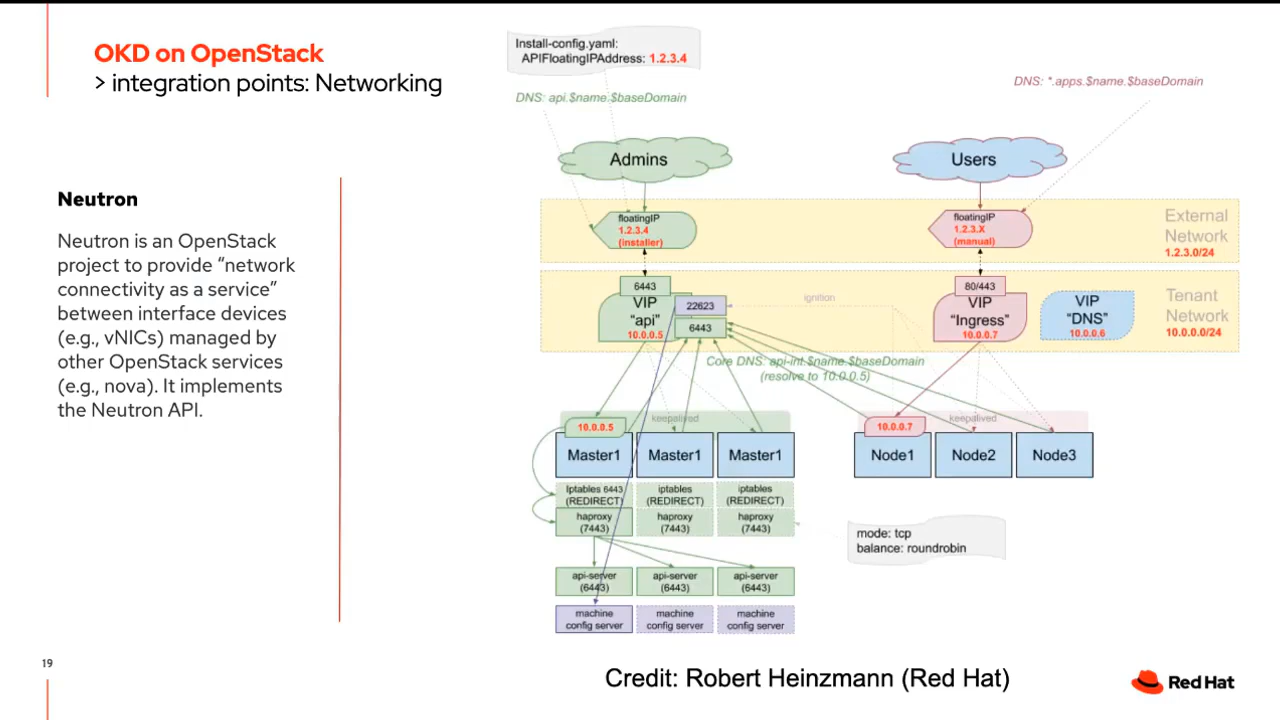 OKD on OpenStack
> integration points: Networking
Neutron
Neutron is an OpenStack
project to provide “network
connectivity as a service”
between interface devices
(e.g., vNICs) managed by
other OpenStack services
(e.g., nova). It implements
the Neutron API.
Install-config.yaml:
APIFloatingIPAddress: 1.2.3.4
DNS: api.$name.$baseDomain
DNS: *.apps.$name.$baseDomain
Admins
Users
floatingIP
1.2.3.4
(installer)
floatingIP
1.2.3.X
(manual)
External
Network
1.2.3.0/24
6443
VIP
“api”
10.0.0.5
22623
6443
ignition
80/443
VIP
“Ingress”
10.0.0.7
VIP
“DNS”
10.0.0.6
Tenant
Network
10.0.0.0/24
Core DNS: api-int.$name.$baseDomain
(resolve to 10.0.0.5)
keepalived
keepalived
10.0.0.5
10.0.0.7
Master1
Master1
Master1
Node1
Node2
Node3
Iptables 6443
(REDIRECT)
iptables
(REDIRECT)
iptables
(REDIRECT)
haproxy
(7443)
haproxy
(7443)
haproxy
(7443)
mode: tcp
balance: roundrobin
api-server
(6443)
api-server
(6443)
api-server
(6443)
machine
config server
machine
config server
machine
config server
19
Credit: Robert Heinzmann (Red Hat)
Red Hat